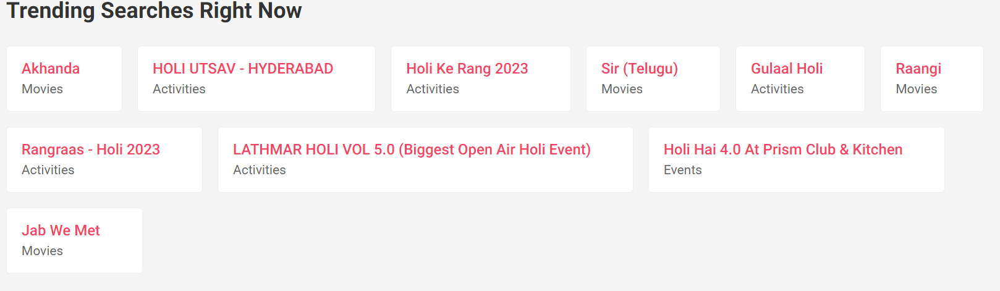 Trending Searches Right Now
Akhanda
Movies
HOLI UTSAV - HYDERABAD
Activities
Holi Ke Rang 2023
Activities
Sir (Telugu)
Movies
Gulaal Holi
Activities
Raangi
Movies
Rangraas - Holi 2023
Activities
LATHMAR HOLI VOL 5.0 (Biggest Open Air Holi Event)
Activities
Holi Hai 4.0 At Prism Club & Kitchen
Events
Jab We Met
Movies